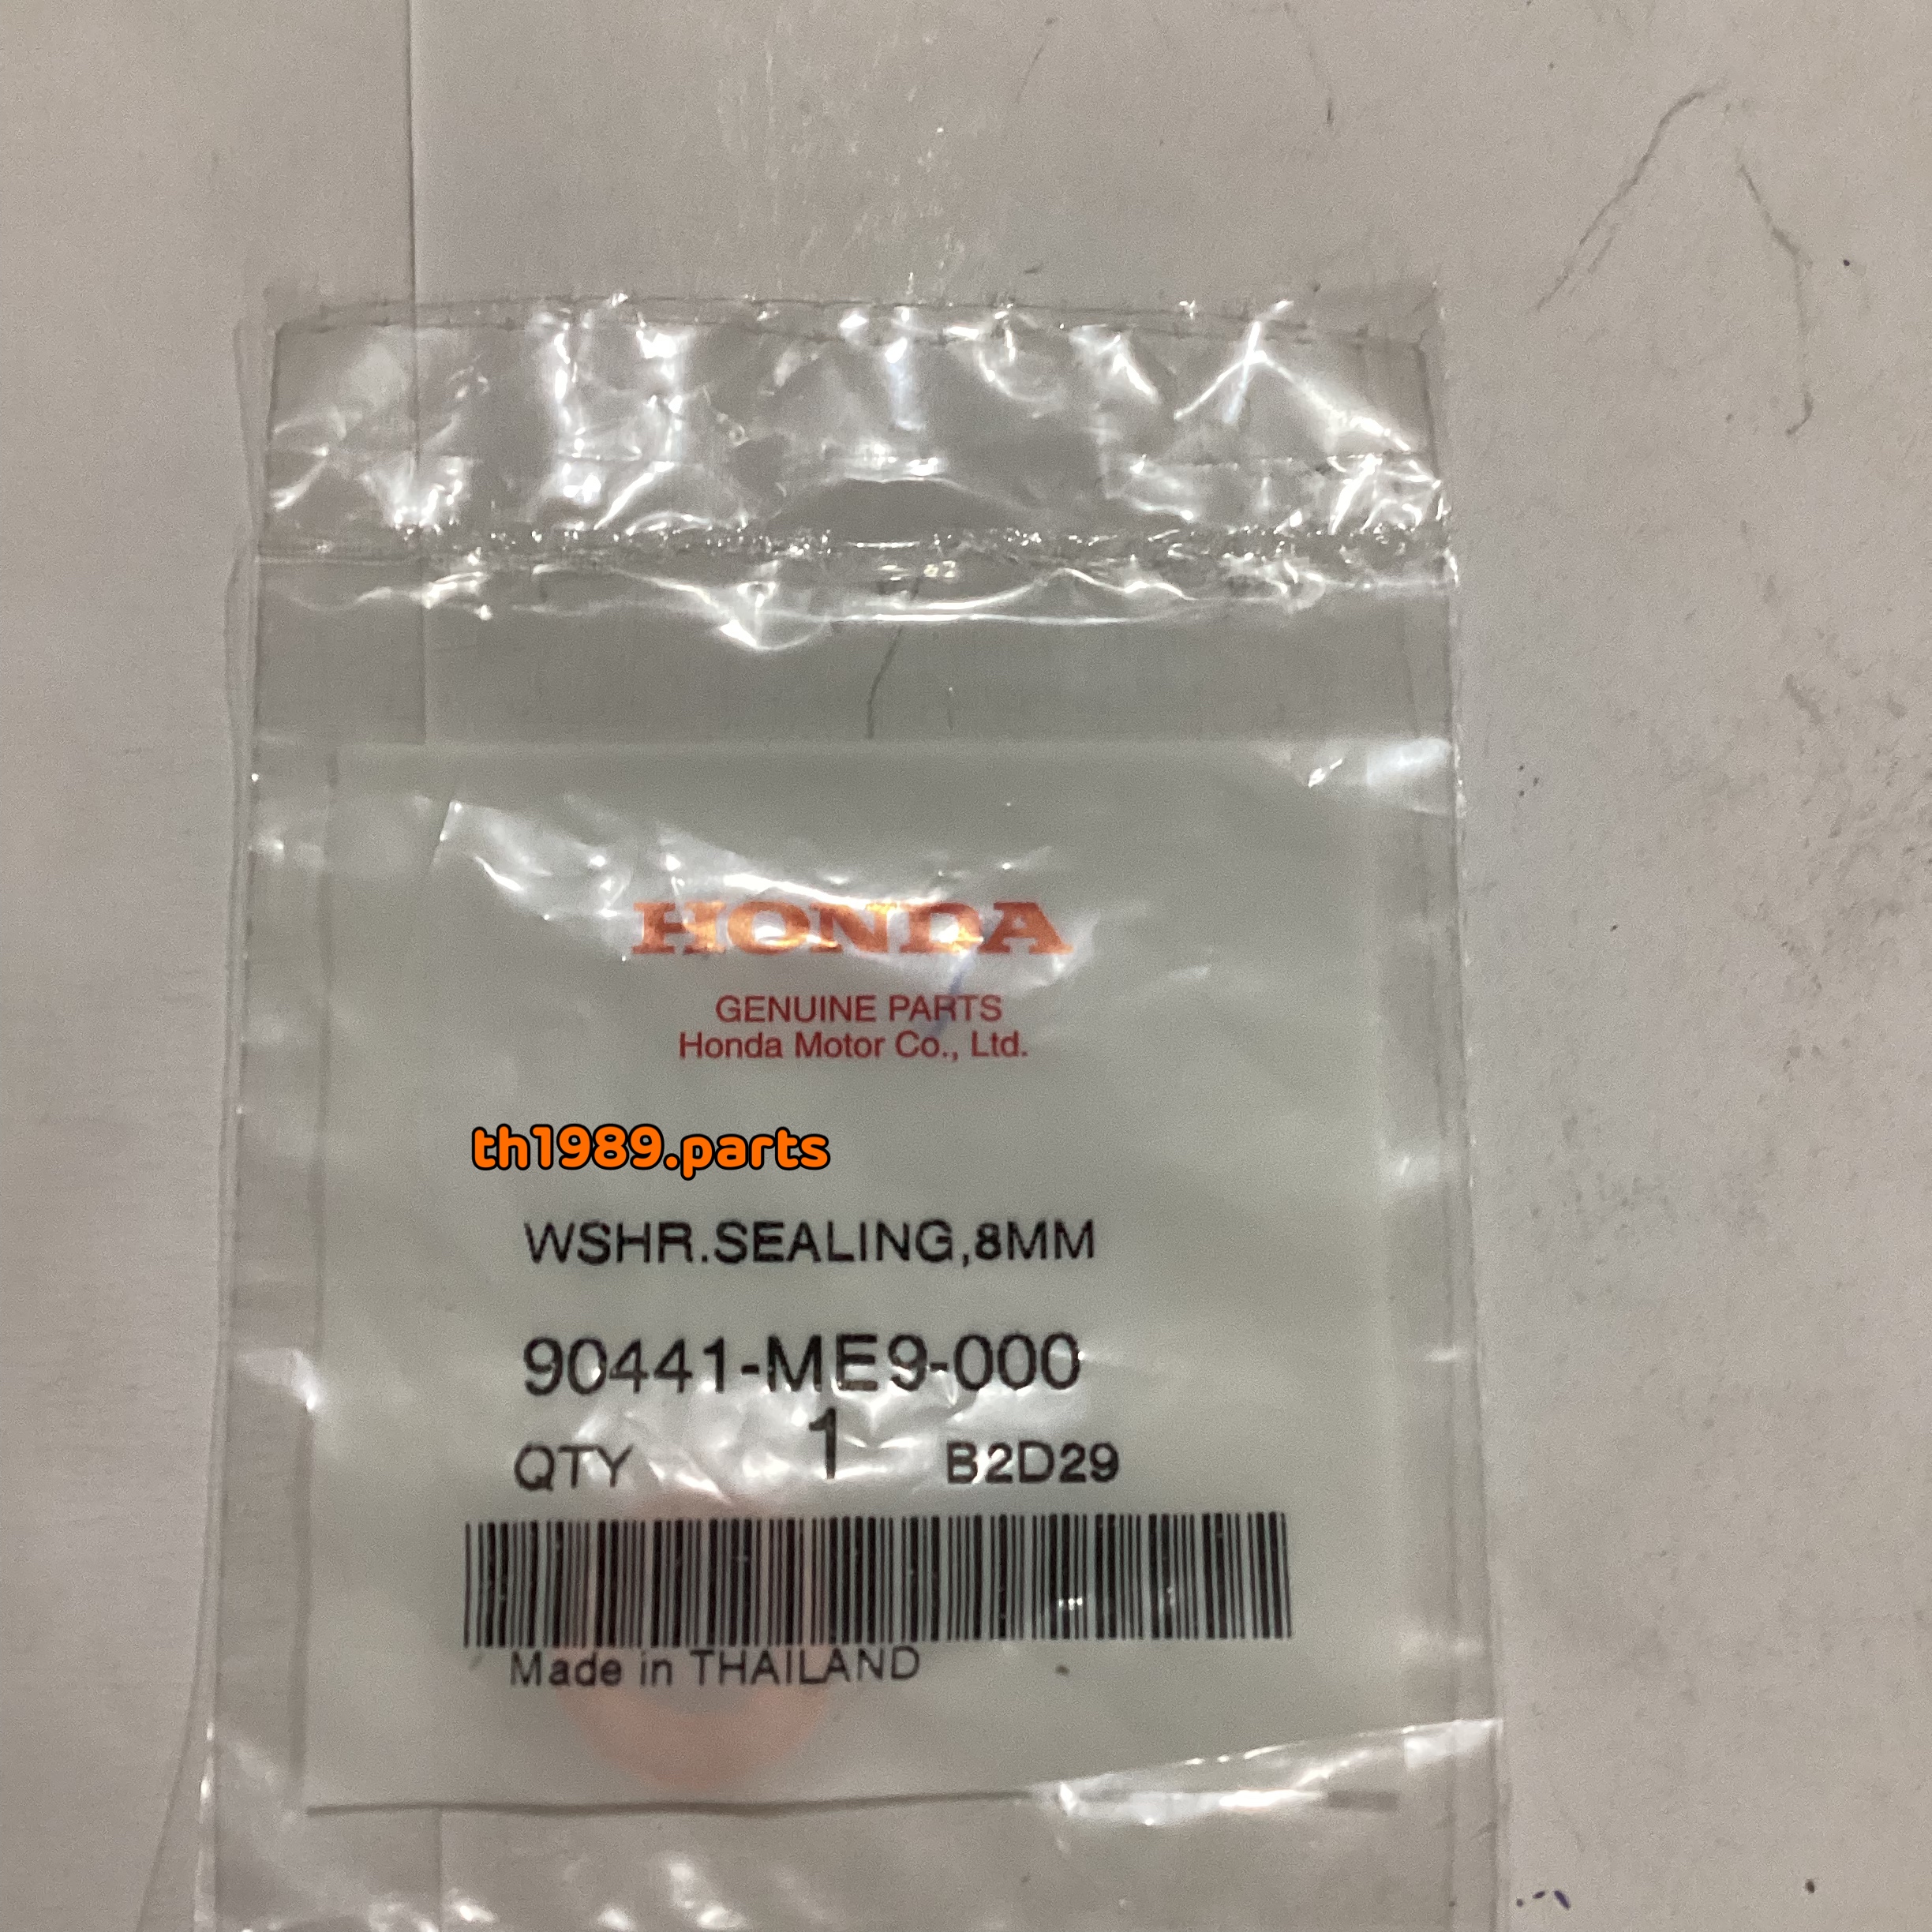 HONDA
GENUINE PARTS
Honda Motor Co., Ltd.
th1989.parts
WSHR.SEALING,8MM
90441-ME9-000
QTY 1 B2D29
Made in THAILAND